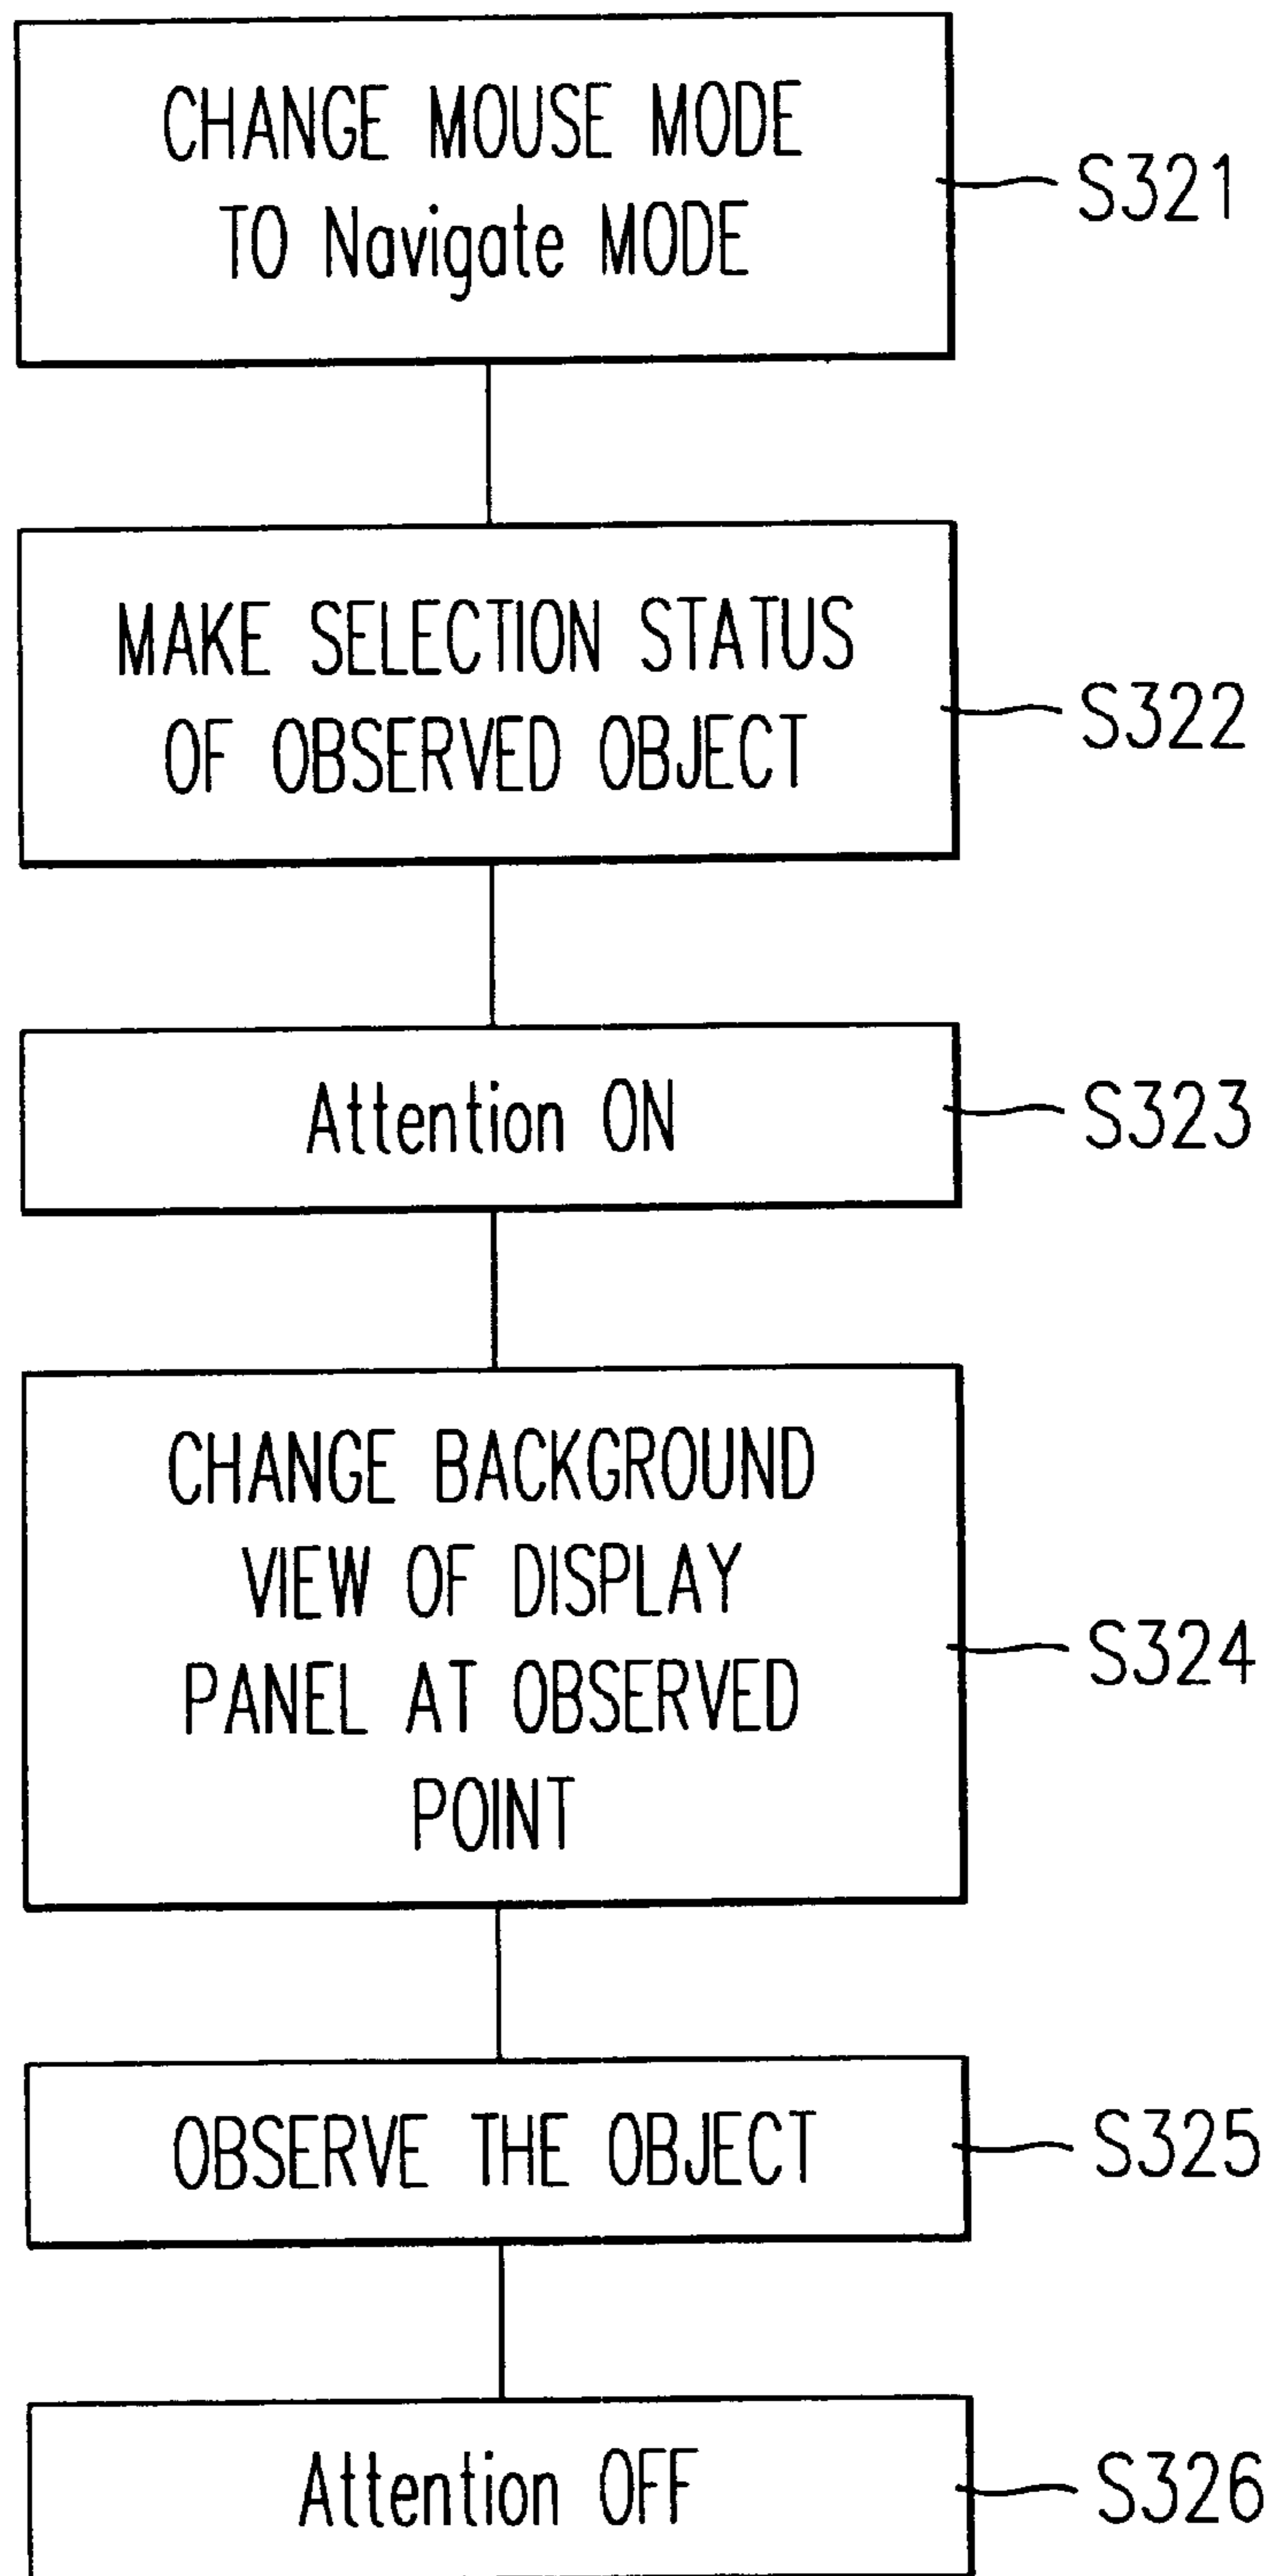 CHANGE MOUSE MODE
TO Navigate MODE
S321
MAKE SELECTION STATUS
OF OBSERVED OBJECT
S322
Attention ON
S323
CHANGE BACKGROUND
VIEW OF DISPLAY
PANEL AT OBSERVED
POINT
S324
OBSERVE THE OBJECT
S325
Attention OFF
S326